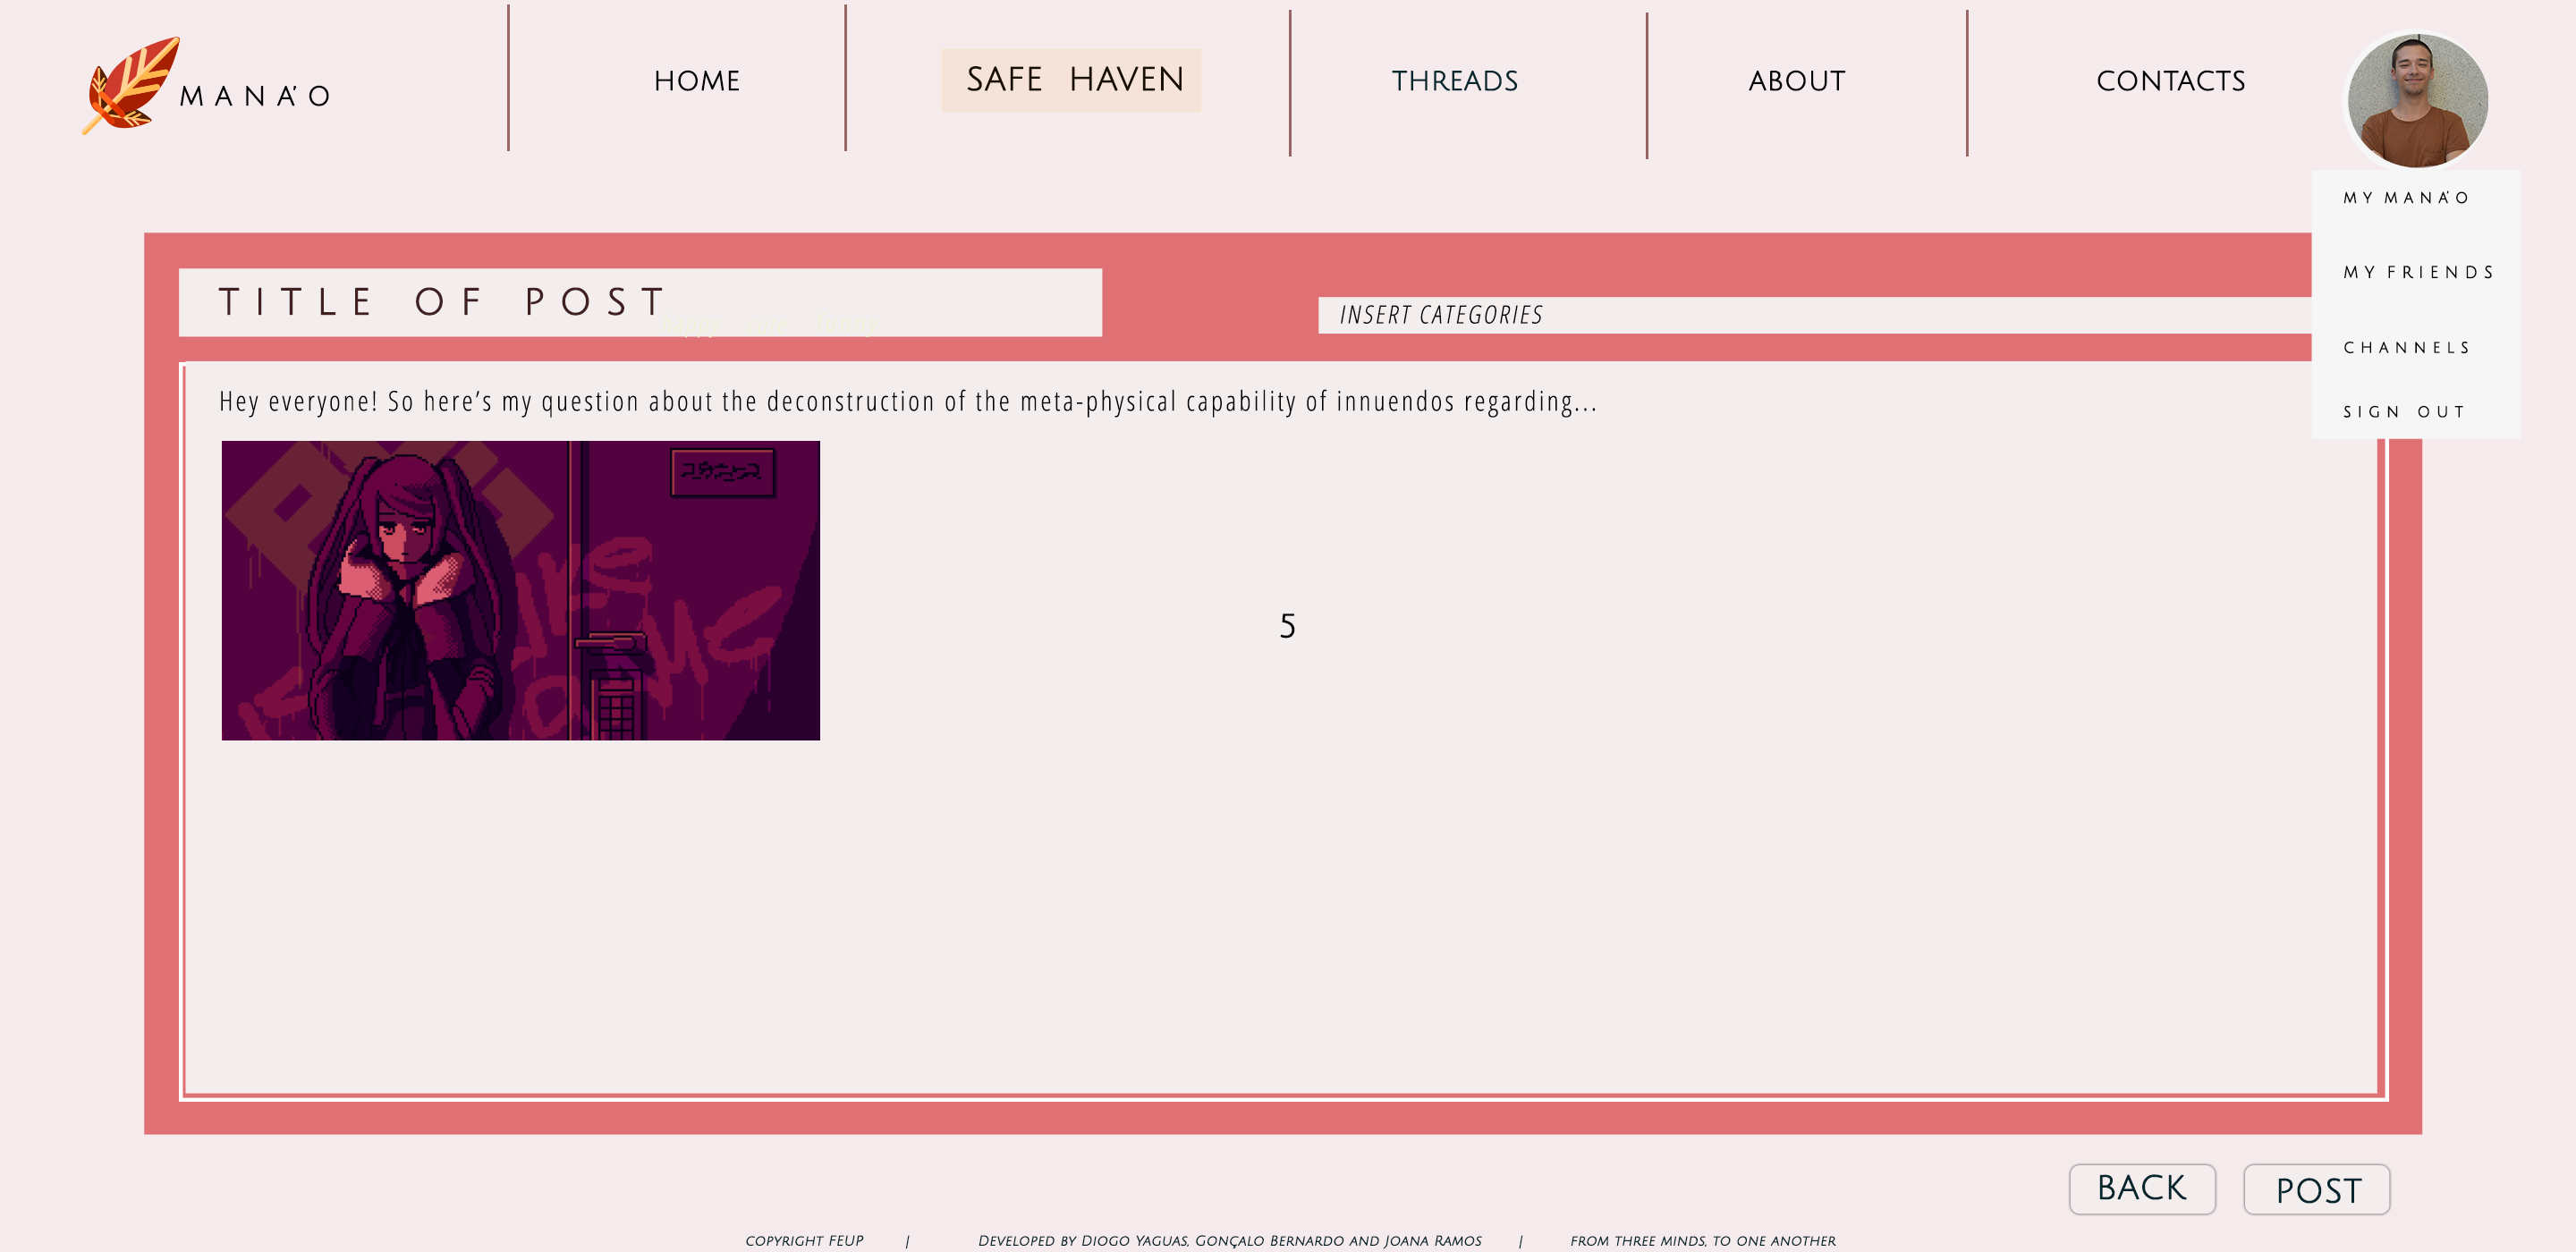 MANA'O
HOME
SAFE HAVEN
THREADS
ABOUT
CONTACTS
MY MANA'O
MY FRIENDS
CHANNELS
SIGN OUT
TITLE OF POST
INSERT CATEGORIES
Hey everyone! So here's my question about the deconstruction of the meta-physical capability of innuendos regarding...
5
BACK
POST
COPYRIGHT FEUP | DEVELOPED BY DIOGO YAGUAS, GONÇALO BERNARDO AND JOANA RAMOS | FROM THREE MINDS, TO ONE ANOTHER